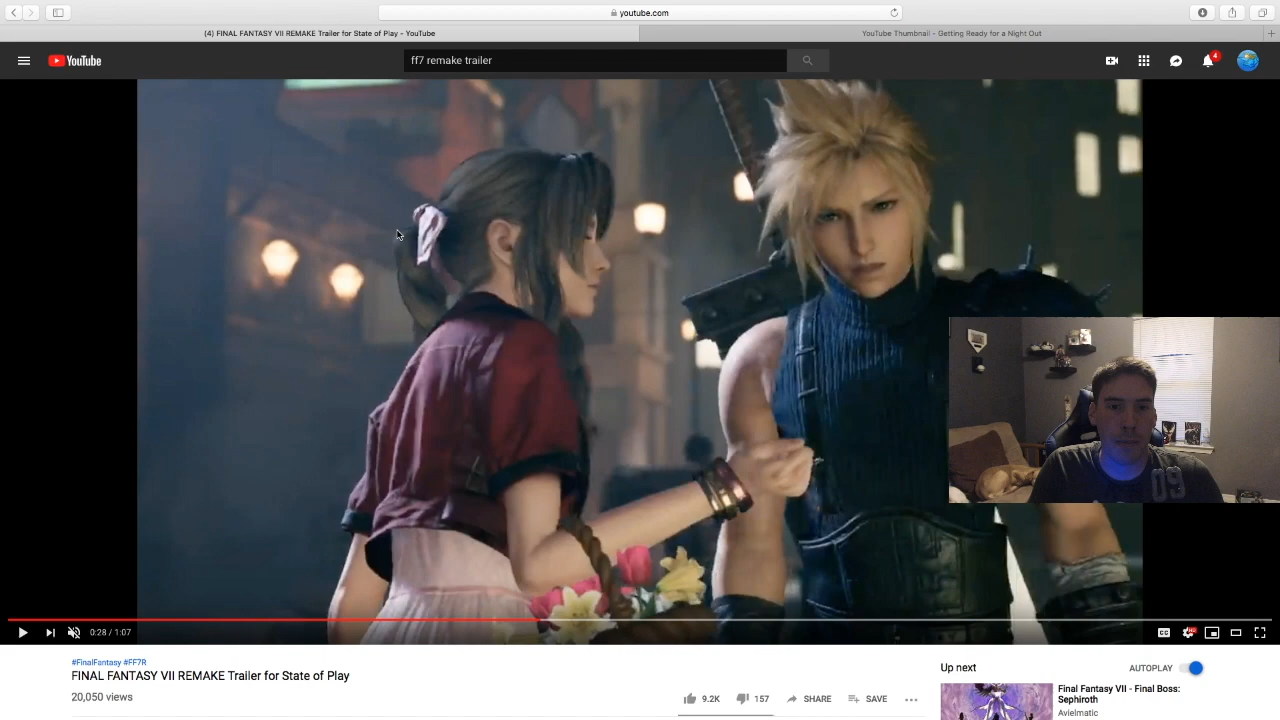 youtube.com
(4) FINAL FANTASY VII REMAKE Trailer for State of Play - YouTube
YouTube Thumbnail - Getting Ready for a Night Out
YouTube
ff7 remake trailer
4
09
0:28 / 1:07
CC
HD
#FinalFantasy #FF7R
FINAL FANTASY VII REMAKE Trailer for State of Play
20,050 views
9.2K
157
SHARE
SAVE
Up next
AUTOPLAY
Final Fantasy VII - Final Boss:
Sephiroth
Avielmatic